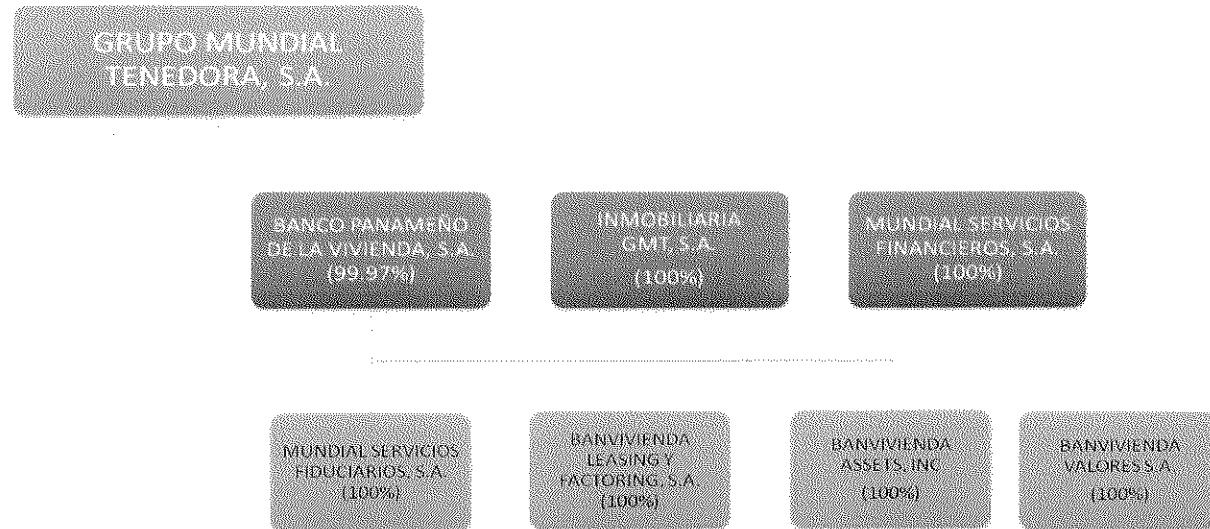 GRUPO MUNDIAL
TENEDORA, S.A.
BANCO PANAMEÑO
DE LA VIVIENDA, S.A.
(99.97%)
INMOBILIARIA
GMT, S.A.
(100%)
MUNDIAL SERVICIOS
FINANCIEROS, S.A.
(100%)
MUNDIAL SERVICIOS
FIDUCIARIOS, S.A.
(100%)
BANVIVIENDA
LEASING Y
FACTORING, S.A.
(100%)
BANVIVIENDA
ASSETS, INC
(100%)
BANVIVIENDA
VALORES S.A.
(100%)